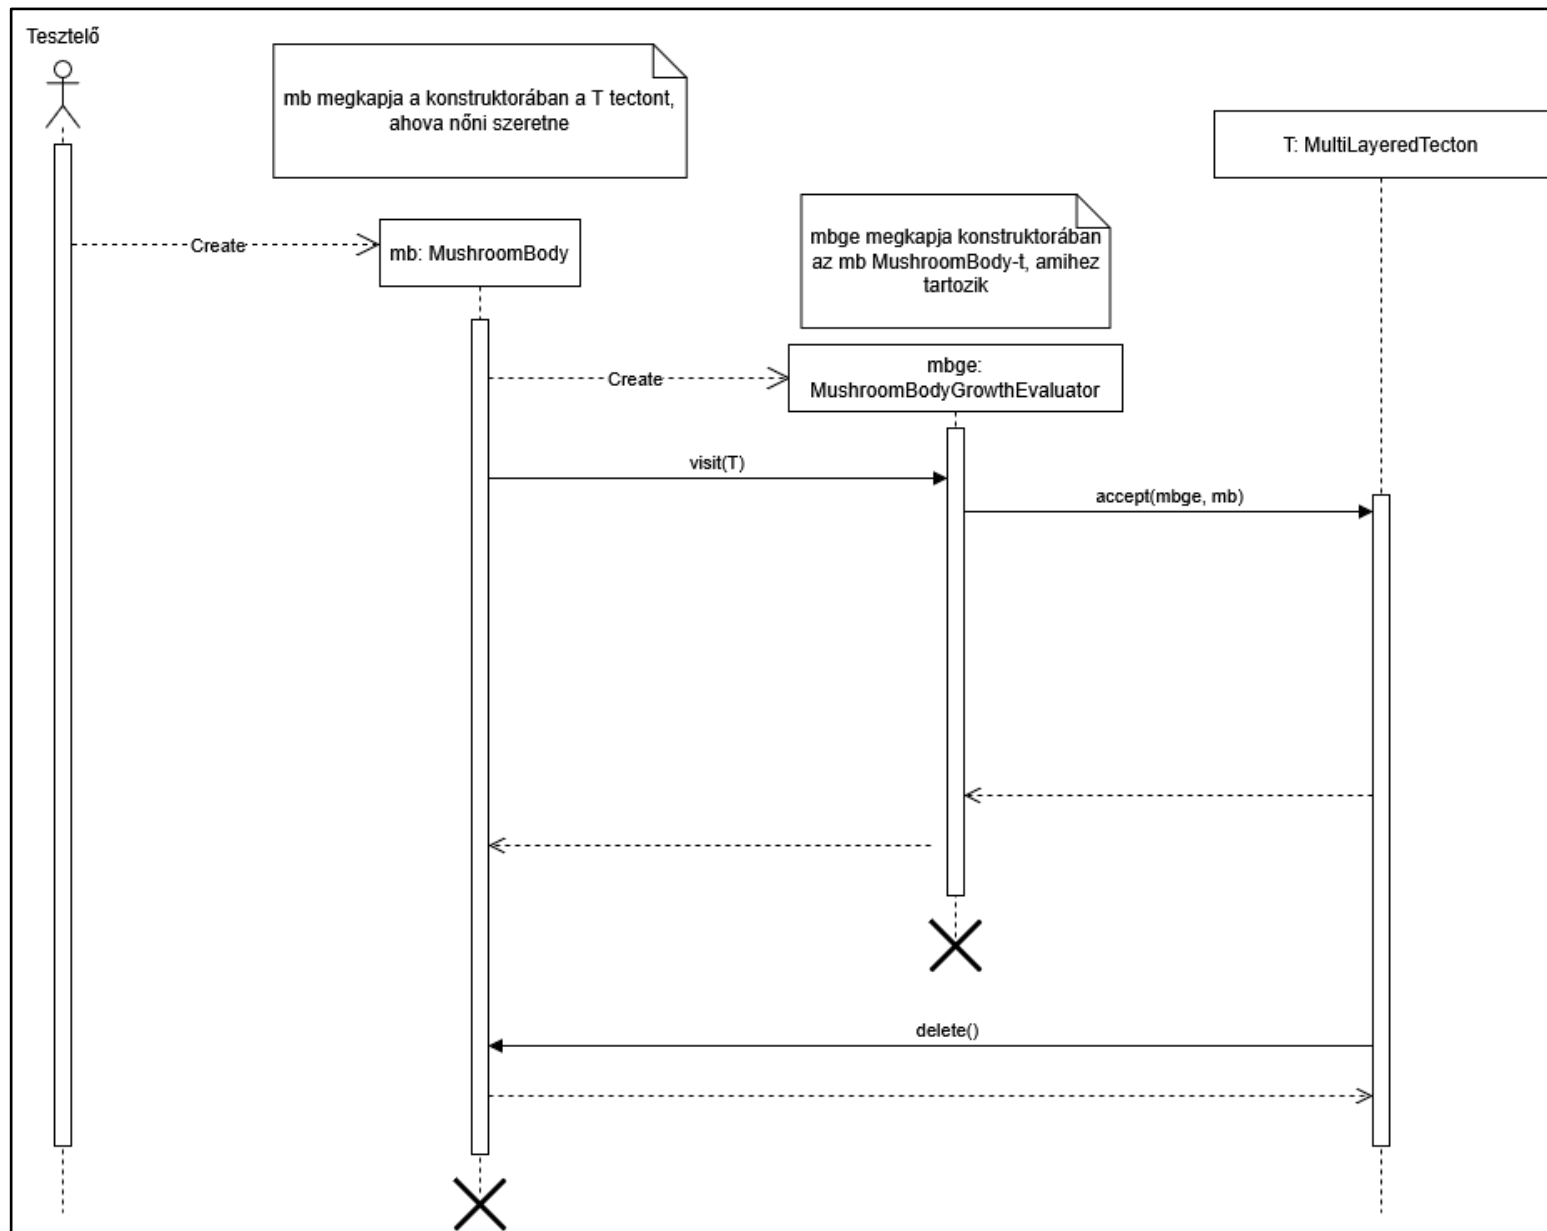 Tesztelő
mb megkapja a konstruktorában a T tectont,
ahova nőni szeretne
T: MultiLayeredTecton
Create
mb: MushroomBody
mbge megkapja konstruktorában
az mb MushroomBody-t, amihez
tartozik
Create
mbge:
MushroomBodyGrowthEvaluator
visit(T)
accept(mbge, mb)
delete()